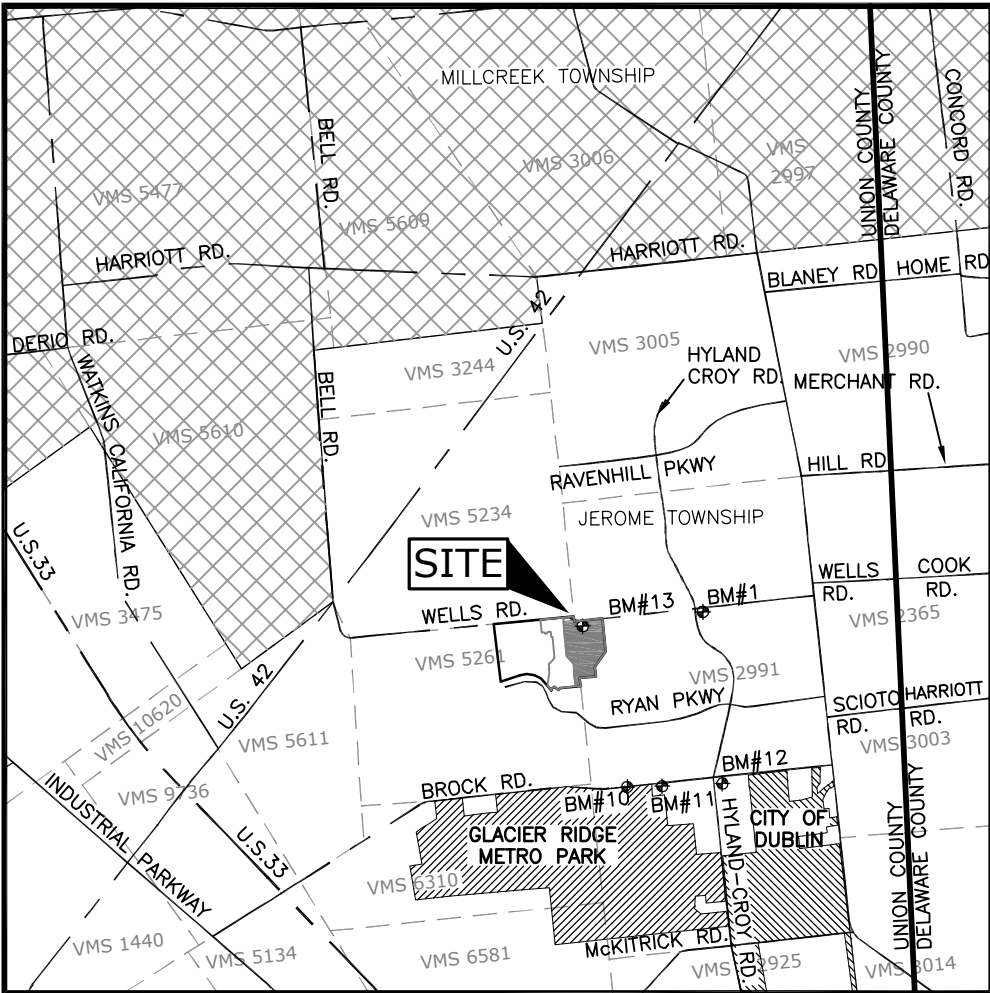 MILLCREEK TOWNSHIP
BELL RD.
VMS 3006
VMS
2997
UNION COUNTY
DELAWARE COUNTY
CONCORD RD.
VMS 5477
VMS 5609
HARRIOTT RD.
HARRIOTT RD.
BLANEY RD
HOME RD
U.S. 42
DERIO RD.
VMS 3005
VMS 2990
HYLAND
CROY RD.
VMS 3244
MERCHANT RD.
WATKINS CALIFORNIA RD.
BELL RD.
VMS 5610
HILL RD
RAVENHILL PKWY
VMS 5234
JEROME TOWNSHIP
U.S.33
SITE
WELLS
RD.
COOK
RD.
VMS 3475
WELLS RD.
BM#13
BM#1
VMS 2365
VMS 5261
VMS 2991
U.S. 42
RYAN PKWY
SCIOTO
RD.
HARRIOTT
RD.
VMS 10620
VMS 5611
VMS 3003
BM#12
INDUSTRIAL PARKWAY
VMS 9736
BROCK RD.
BM#10
BM#11
U.S.33
GLACIER RIDGE
METRO PARK
HYLAND-CROY RD.
CITY OF
DUBLIN
UNION COUNTY
DELAWARE COUNTY
VMS 6310
VMS 1440
VMS 5134
VMS 6581
McKITRICK RD.
VMS 2925
VMS 3014